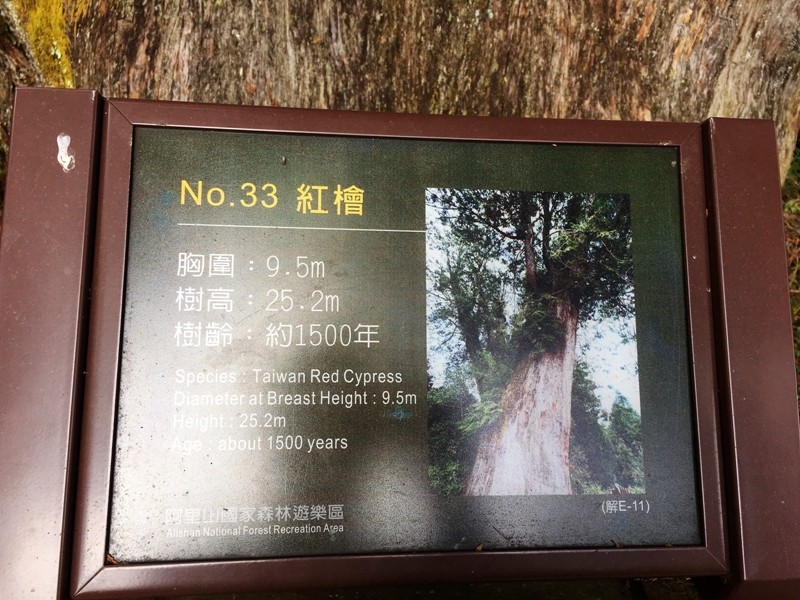 No.33 紅檜
胸圍：9.5m
樹高：25.2m
樹齡：約1500年
Species : Taiwan Red Cypress
Diameter at Breast Height : 9.5m
Height : 25.2m
Age : about 1500 years
阿里山國家森林遊樂區
Alishan National Forest Recreation Area
(解E-11)